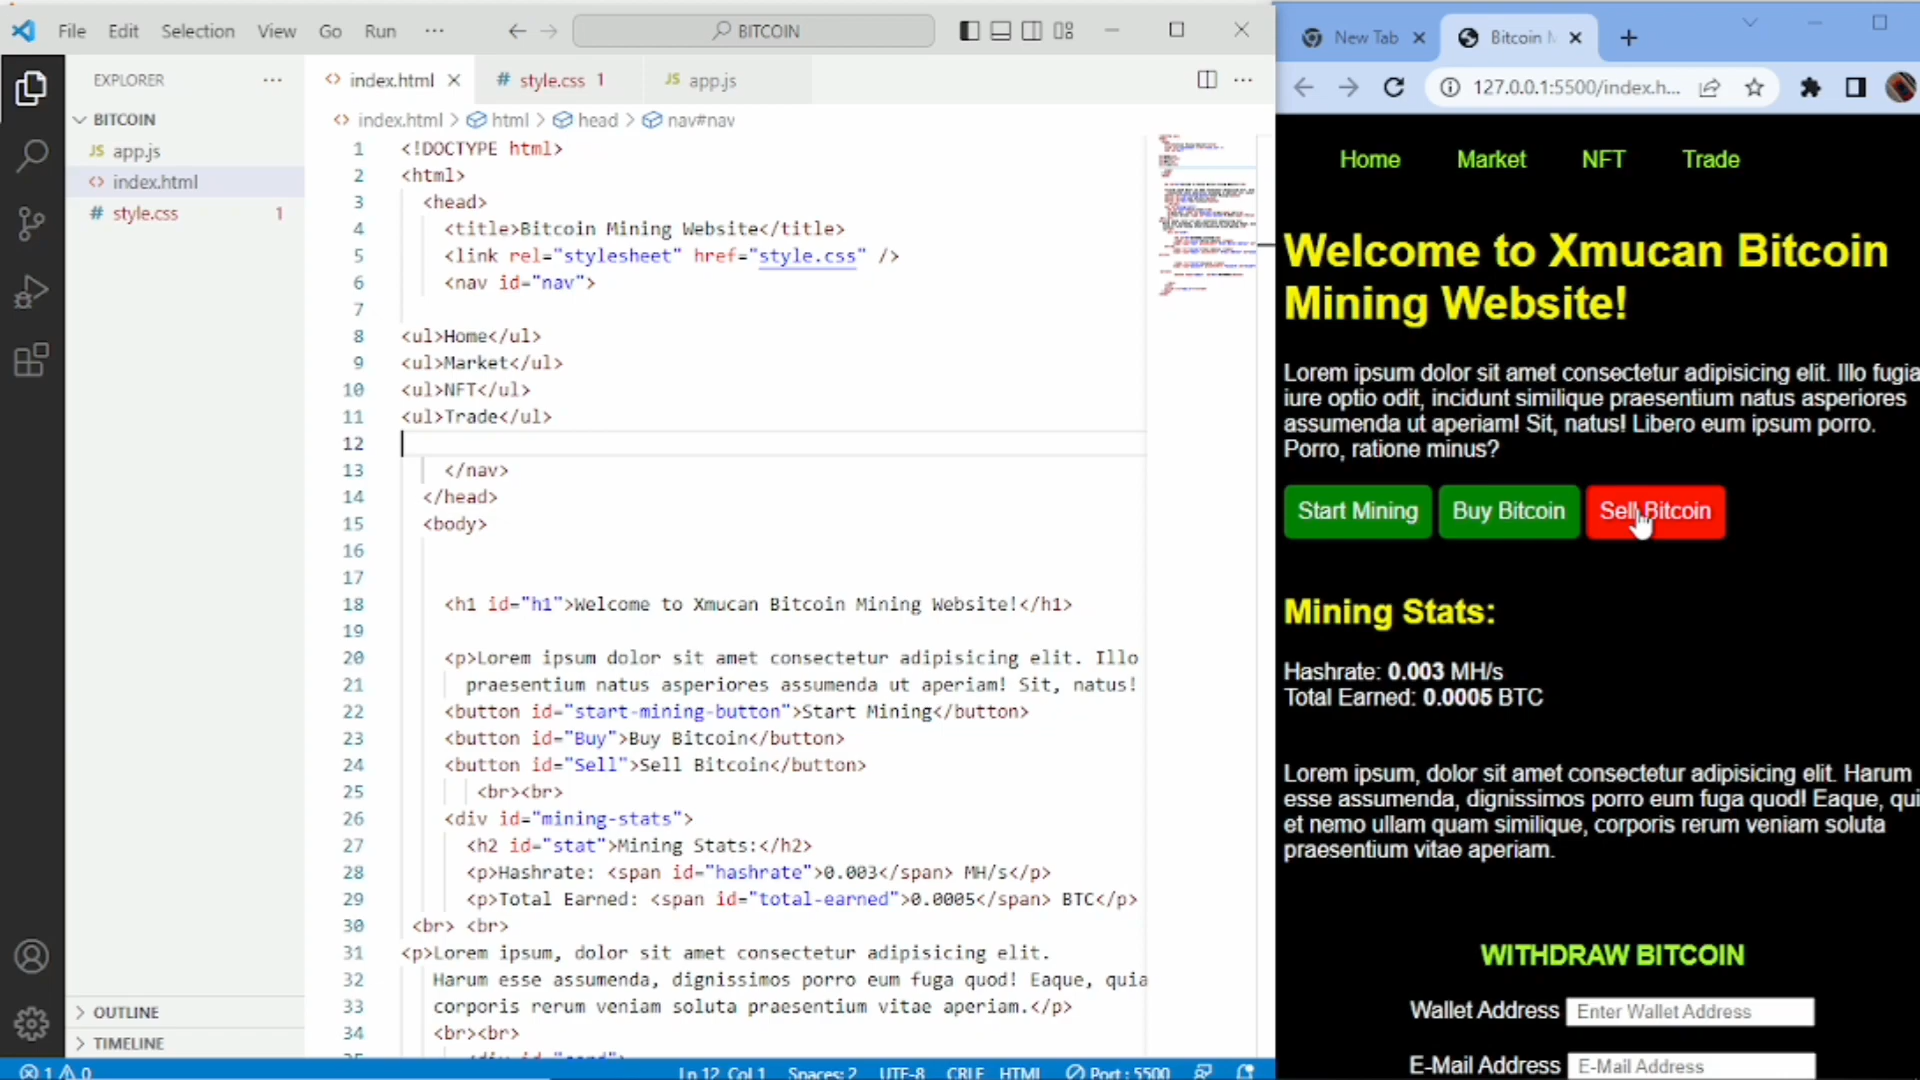 File Edit Selection View Go Run ···
BITCOIN
EXPLORER ···
BITCOIN
JS app.js
<> index.html
# style.css 1
OUTLINE
TIMELINE
<> index.html
# style.css 1
JS app.js
<> index.html > html > head > nav#nav
1 <!DOCTYPE html>
2 <html>
3 <head>
4 <title>Bitcoin Mining Website</title>
5 <link rel="stylesheet" href="style.css" />
6 <nav id="nav">
7
8 <ul>Home</ul>
9 <ul>Market</ul>
10 <ul>NFT</ul>
11 <ul>Trade</ul>
12
13 </nav>
14 </head>
15 <body>
16
17
18 <h1 id="h1">Welcome to Xmucan Bitcoin Mining Website!</h1>
19
20 <p>Lorem ipsum dolor sit amet consectetur adipisicing elit. Illo
21 praesentium natus asperiores assumenda ut aperiam! Sit, natus!
22 <button id="start-mining-button">Start Mining</button>
23 <button id="Buy">Buy Bitcoin</button>
24 <button id="Sell">Sell Bitcoin</button>
25 <br><br>
26 <div id="mining-stats">
27 <h2 id="stat">Mining Stats:</h2>
28 <p>Hashrate: <span id="hashrate">0.003</span> MH/s</p>
29 <p>Total Earned: <span id="total-earned">0.0005</span> BTC</p>
30 <br> <br>
31 <p>Lorem ipsum, dolor sit amet consectetur adipisicing elit.
32 Harum esse assumenda, dignissimos porro eum fuga quod! Eaque, quia
33 corporis rerum veniam soluta praesentium vitae aperiam.</p>
34 <br><br>
1 0 Ln 12, Col 1 Spaces: 2 UTF-8 CRLF HTML Port : 5500
New Tab
Bitcoin
127.0.0.1:5500/index.h...
Home Market NFT Trade
Welcome to Xmucan Bitcoin
Mining Website!
Lorem ipsum dolor sit amet consectetur adipisicing elit. Illo fugia
iure optio odit, incidunt similique praesentium natus asperiores
assumenda ut aperiam! Sit, natus! Libero eum ipsum porro.
Porro, ratione minus?
Start Mining Buy Bitcoin Sell Bitcoin
Mining Stats:
Hashrate: 0.003 MH/s
Total Earned: 0.0005 BTC
Lorem ipsum, dolor sit amet consectetur adipisicing elit. Harum
esse assumenda, dignissimos porro eum fuga quod! Eaque, qui
et nemo ullam quam similique, corporis rerum veniam soluta
praesentium vitae aperiam.
WITHDRAW BITCOIN
Wallet Address Enter Wallet Address
E-Mail Address E-Mail Address